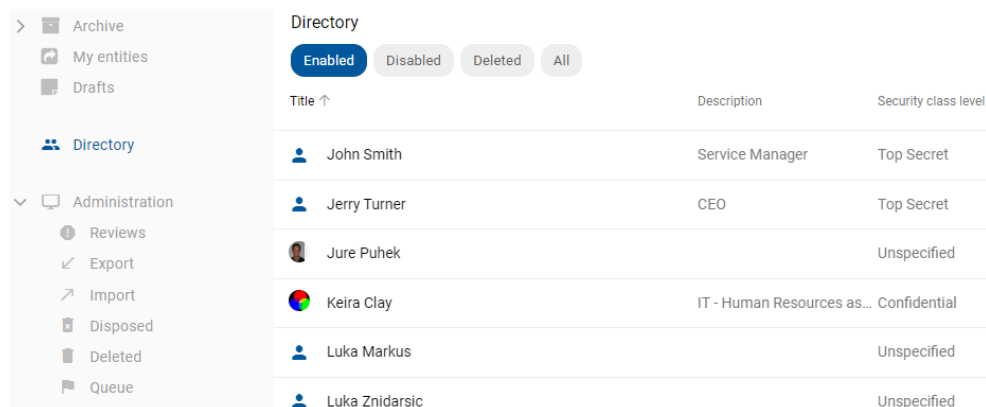 Archive
My entities
Drafts
Directory
Administration
Reviews
Export
Import
Disposed
Deleted
Queue
Directory
Enabled Disabled Deleted All
Title Description Security class level
John Smith Service Manager Top Secret
Jerry Turner CEO Top Secret
Jure Puhek Unspecified
Keira Clay IT - Human Resources as... Confidential
Luka Markus Unspecified
Luka Znidarsic Unspecified